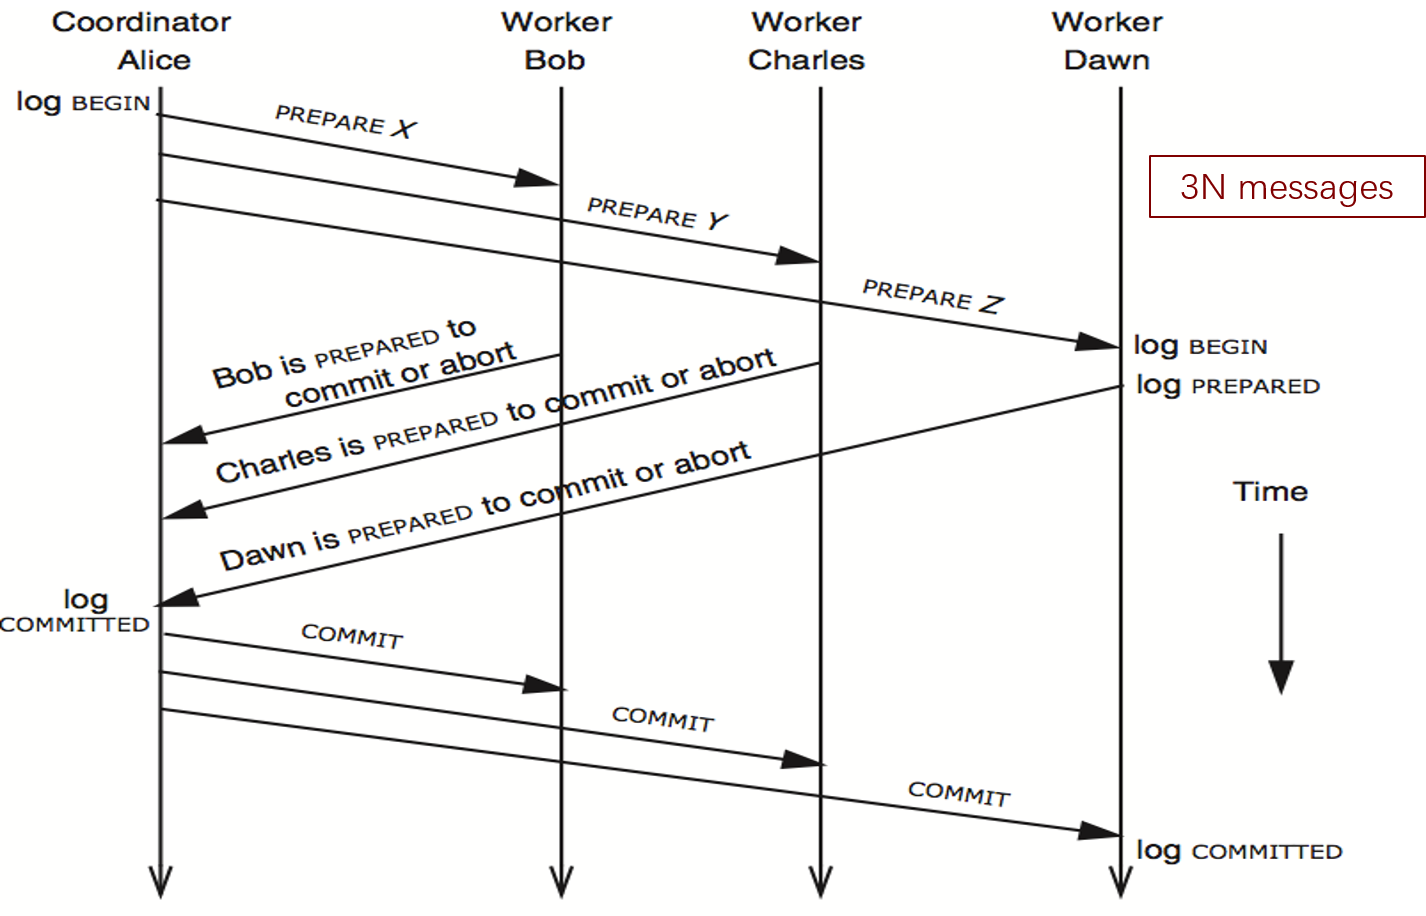 Coordinator
Alice
Worker
Bob
Worker
Charles
Worker
Dawn
log BEGIN
PREPARE X
3N messages
PREPARE Y
PREPARE Z
Bob is PREPARED to
commit or abort
log BEGIN
Charles is PREPARED to commit or abort
log PREPARED
Dawn is PREPARED to commit or abort
Time
log
COMMITTED
COMMIT
COMMIT
COMMIT
log COMMITTED